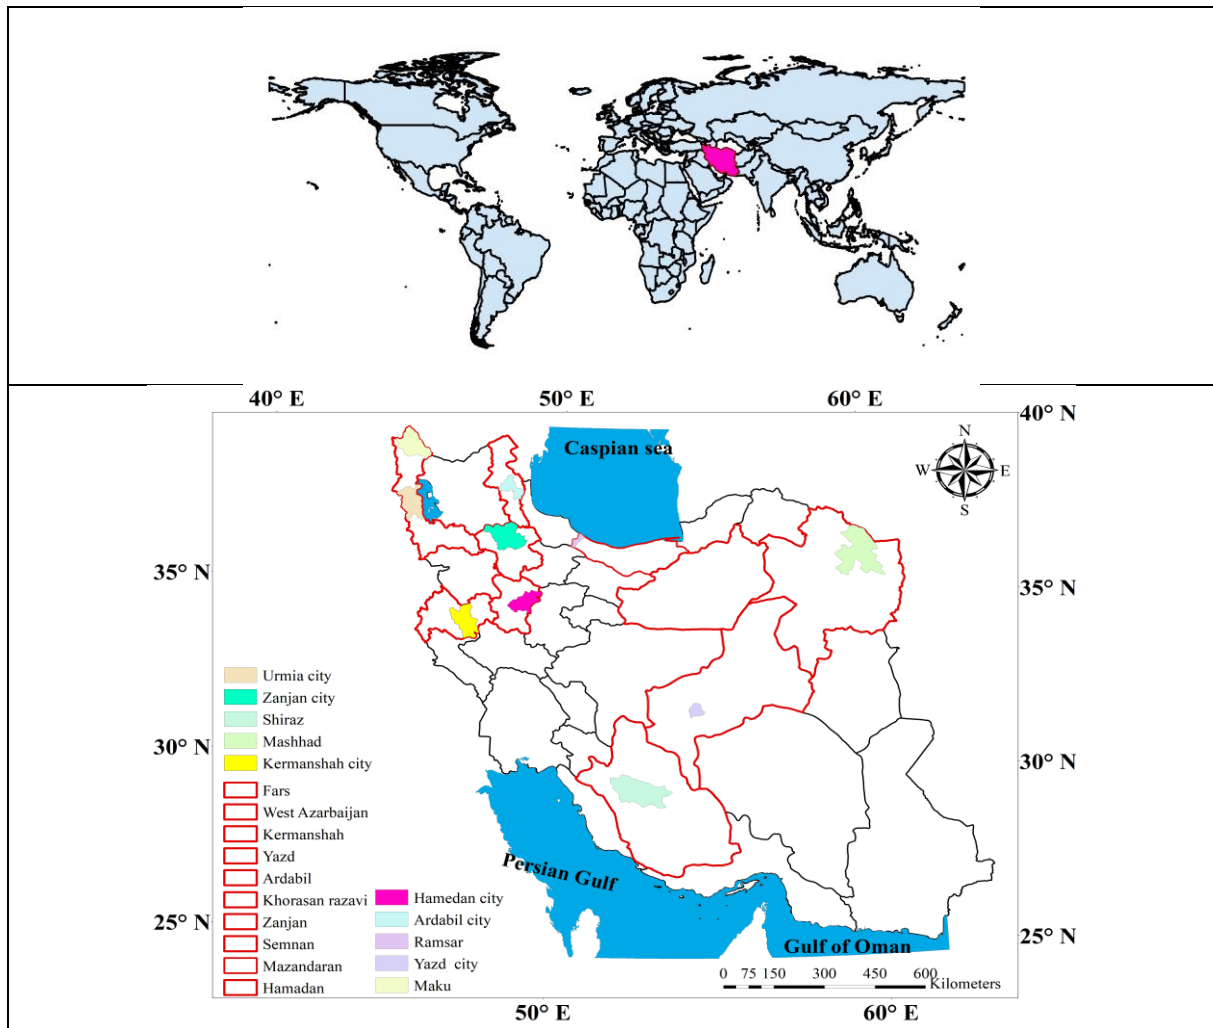 40° E 50° E 60° E
40° N
Caspian sea
N
W E
S
35° N 35° N
Urmia city
Zanjan city
Shiraz
Mashhad
Kermanshah city
30° N 30° N
Fars
West Azarbaijan
Kermanshah
Yazd
Ardabil
Khorasan razavi
Zanjan
Semnan
Mazandaran
Hamadan
Hamedan city
Ardabil city
Ramsar
Yazd city
Maku
Persian Gulf
25° N 25° N
Gulf of Oman
0 75 150 300 450 600
Kilometers
50° E 60° E